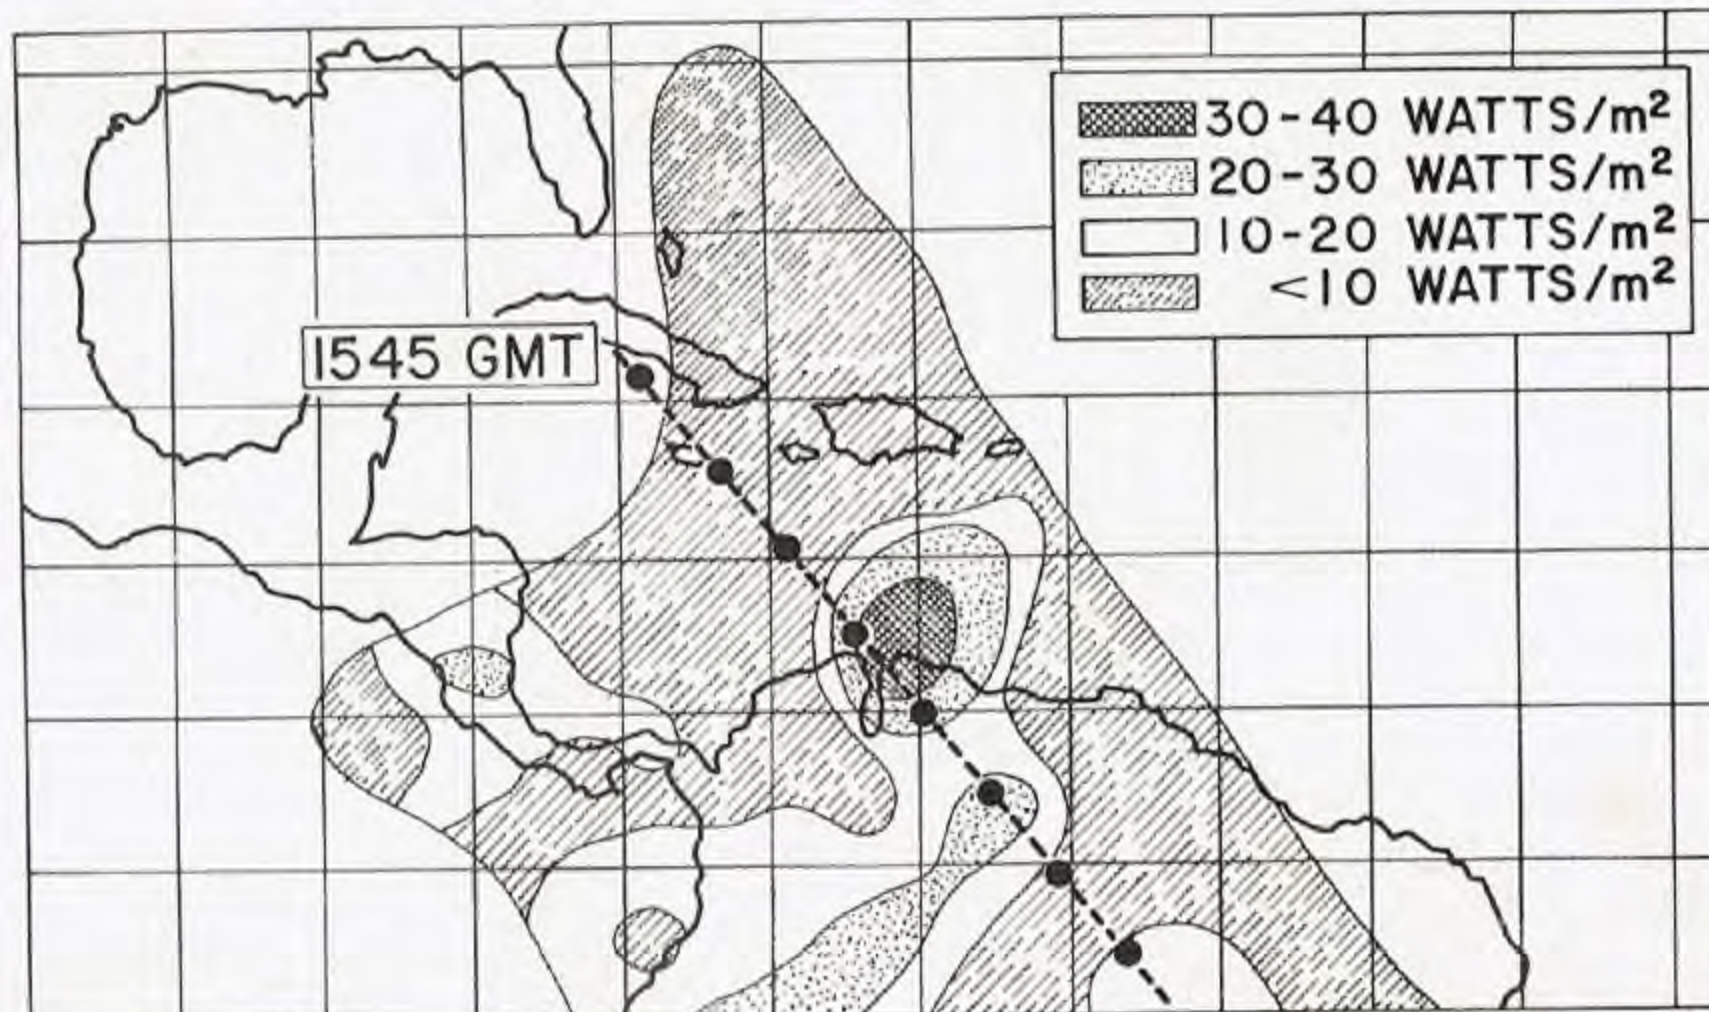 30-40 WATTS/m²
20-30 WATTS/m²
10-20 WATTS/m²
<10 WATTS/m²
1545 GMT